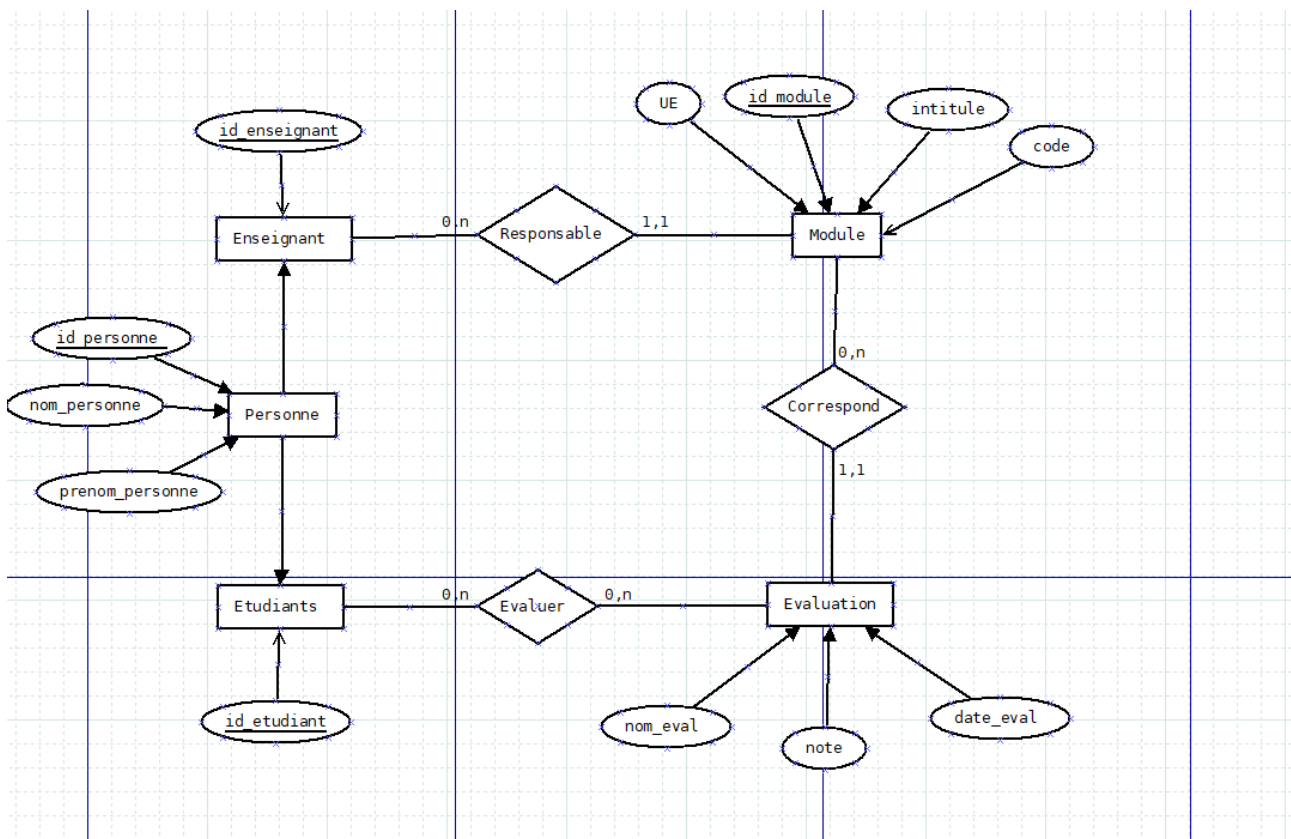 UE
id_module
intitule
code
id_enseignant
Enseignant
0,n
Responsable
1,1
Module
id_personne
nom_personne
prenom_personne
Personne
0,n
Correspond
1,1
Etudiants
0,n
Evaluer
0,n
Evaluation
id_etudiant
nom_eval
note
date_eval